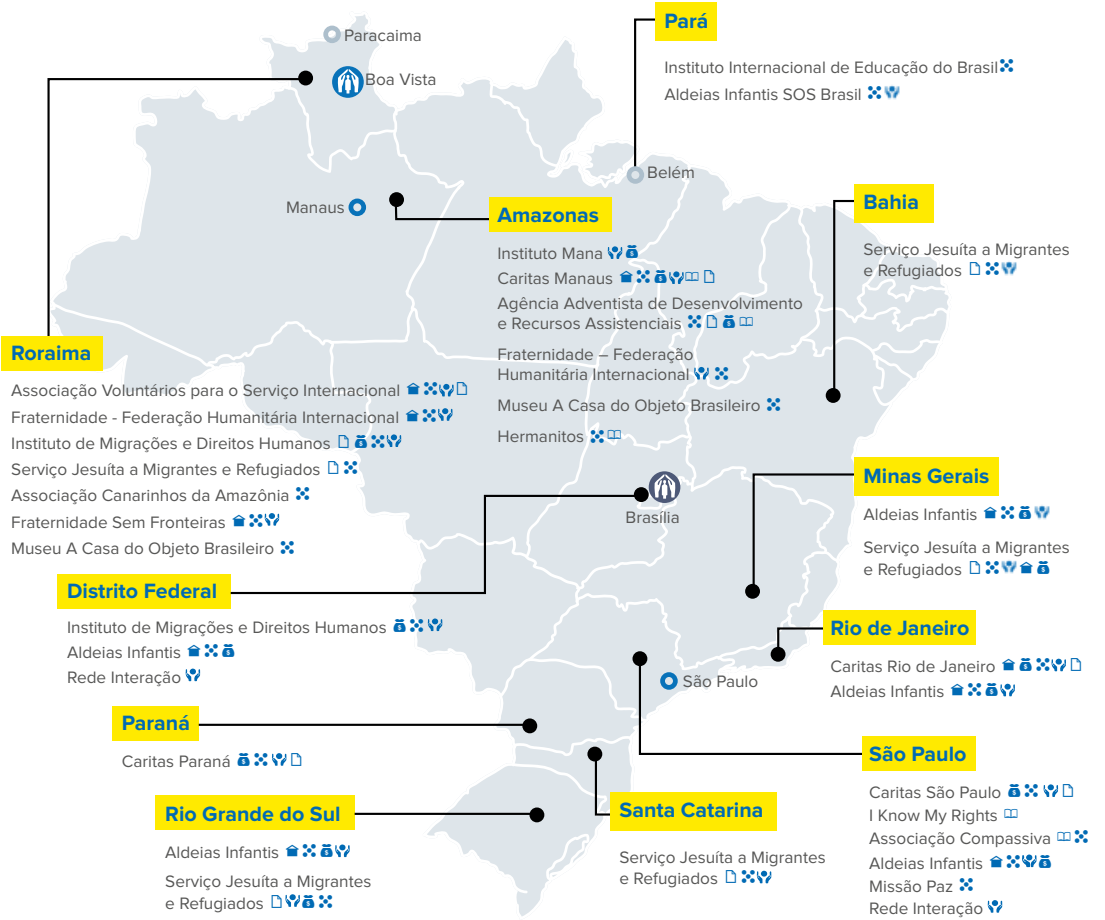 Paracaima
Boa Vista
Manaus
Belém
Brasília
São Paulo
Pará
Instituto Internacional de Educação do Brasil
Aldeias Infantis SOS Brasil
Amazonas
Instituto Mana
Caritas Manaus
Agência Adventista de Desenvolvimento
e Recursos Assistenciais
Fraternidade – Federação
Humanitária Internacional
Museu A Casa do Objeto Brasileiro
Hermanitos
Bahia
Serviço Jesuíta a Migrantes
e Refugiados
Roraima
Associação Voluntários para o Serviço Internacional
Fraternidade - Federação Humanitária Internacional
Instituto de Migrações e Direitos Humanos
Serviço Jesuíta a Migrantes e Refugiados
Associação Canarinhos da Amazônia
Fraternidade Sem Fronteiras
Museu A Casa do Objeto Brasileiro
Minas Gerais
Aldeias Infantis
Serviço Jesuíta a Migrantes
e Refugiados
Distrito Federal
Instituto de Migrações e Direitos Humanos
Aldeias Infantis
Rede Interação
Rio de Janeiro
Caritas Rio de Janeiro
Aldeias Infantis
Paraná
Caritas Paraná
São Paulo
Caritas São Paulo
I Know My Rights
Associação Compassiva
Aldeias Infantis
Missão Paz
Rede Interação
Rio Grande do Sul
Aldeias Infantis
Serviço Jesuíta a Migrantes
e Refugiados
Santa Catarina
Serviço Jesuíta a Migrantes
e Refugiados